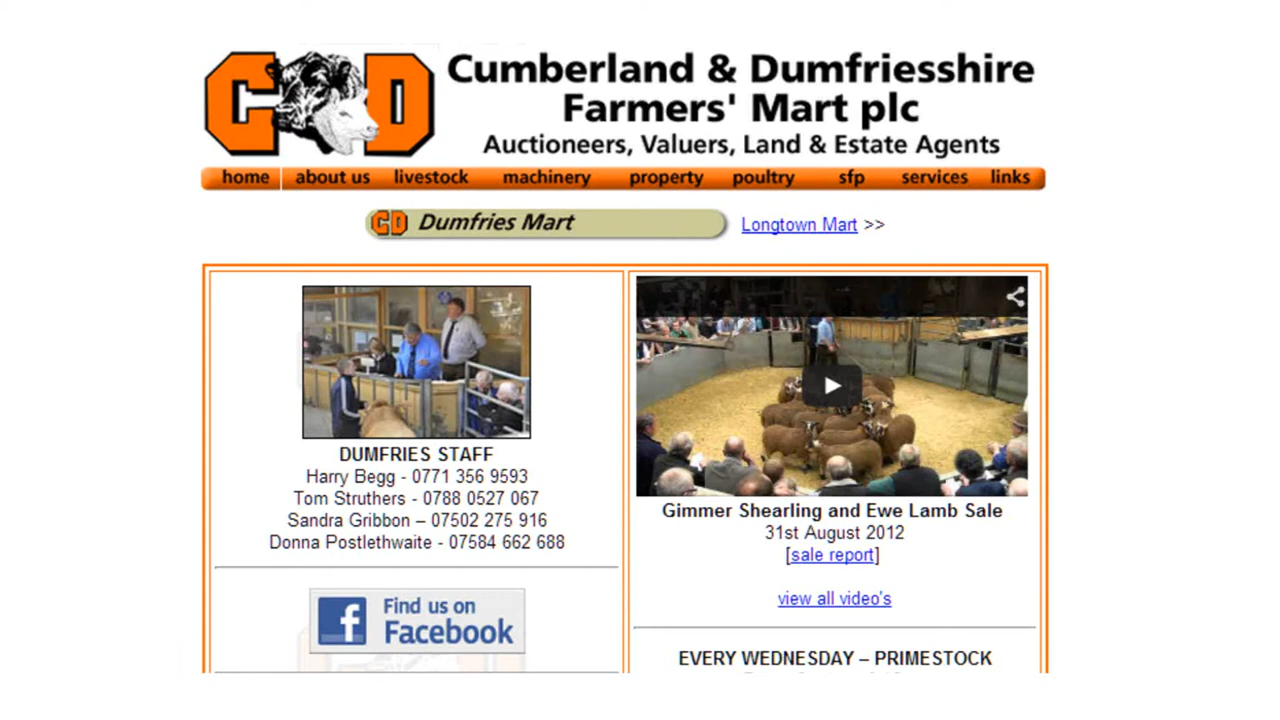 CD
Cumberland & Dumfriesshire
Farmers' Mart plc
Auctioneers, Valuers, Land & Estate Agents
home about us livestock machinery property poultry sfp services links
CD Dumfries Mart
Longtown Mart >>
DUMFRIES STAFF
Harry Begg - 0771 356 9593
Tom Struthers - 0788 0527 067
Sandra Gribbon – 07502 275 916
Donna Postlethwaite - 07584 662 688
f Find us on
Facebook
Gimmer Shearling and Ewe Lamb Sale
31st August 2012
[sale report]
view all video's
EVERY WEDNESDAY – PRIMESTOCK